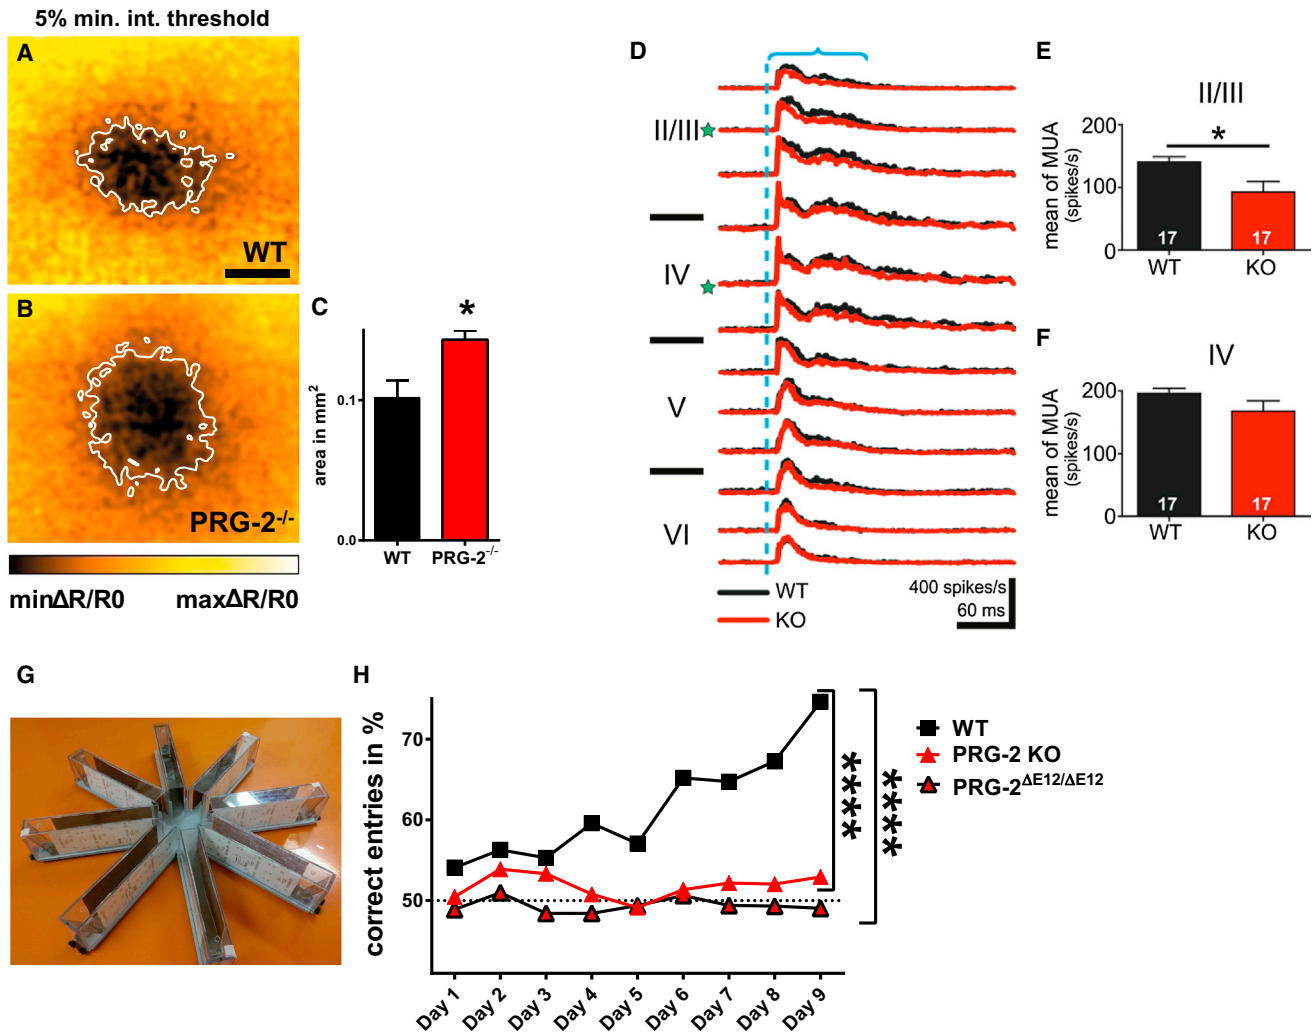 5% min. int. threshold
A
WT
B
PRG-2-/-
minΔR/R0 maxΔR/R0
C
*
area in mm2
0.1
0.0
WT PRG-2-/-
D
II/III
IV
V
VI
WT
KO
400 spikes/s
60 ms
E
II/III
*
mean of MUA
(spikes/s)
200
100
0
17 17
WT KO
F
IV
mean of MUA
(spikes/s)
200
100
0
17 17
WT KO
G
H
correct entries in %
70
60
50
Day 1 Day 2 Day 3 Day 4 Day 5 Day 6 Day 7 Day 8 Day 9
****
****
WT
PRG-2 KO
PRG-2ΔE12/ΔE12